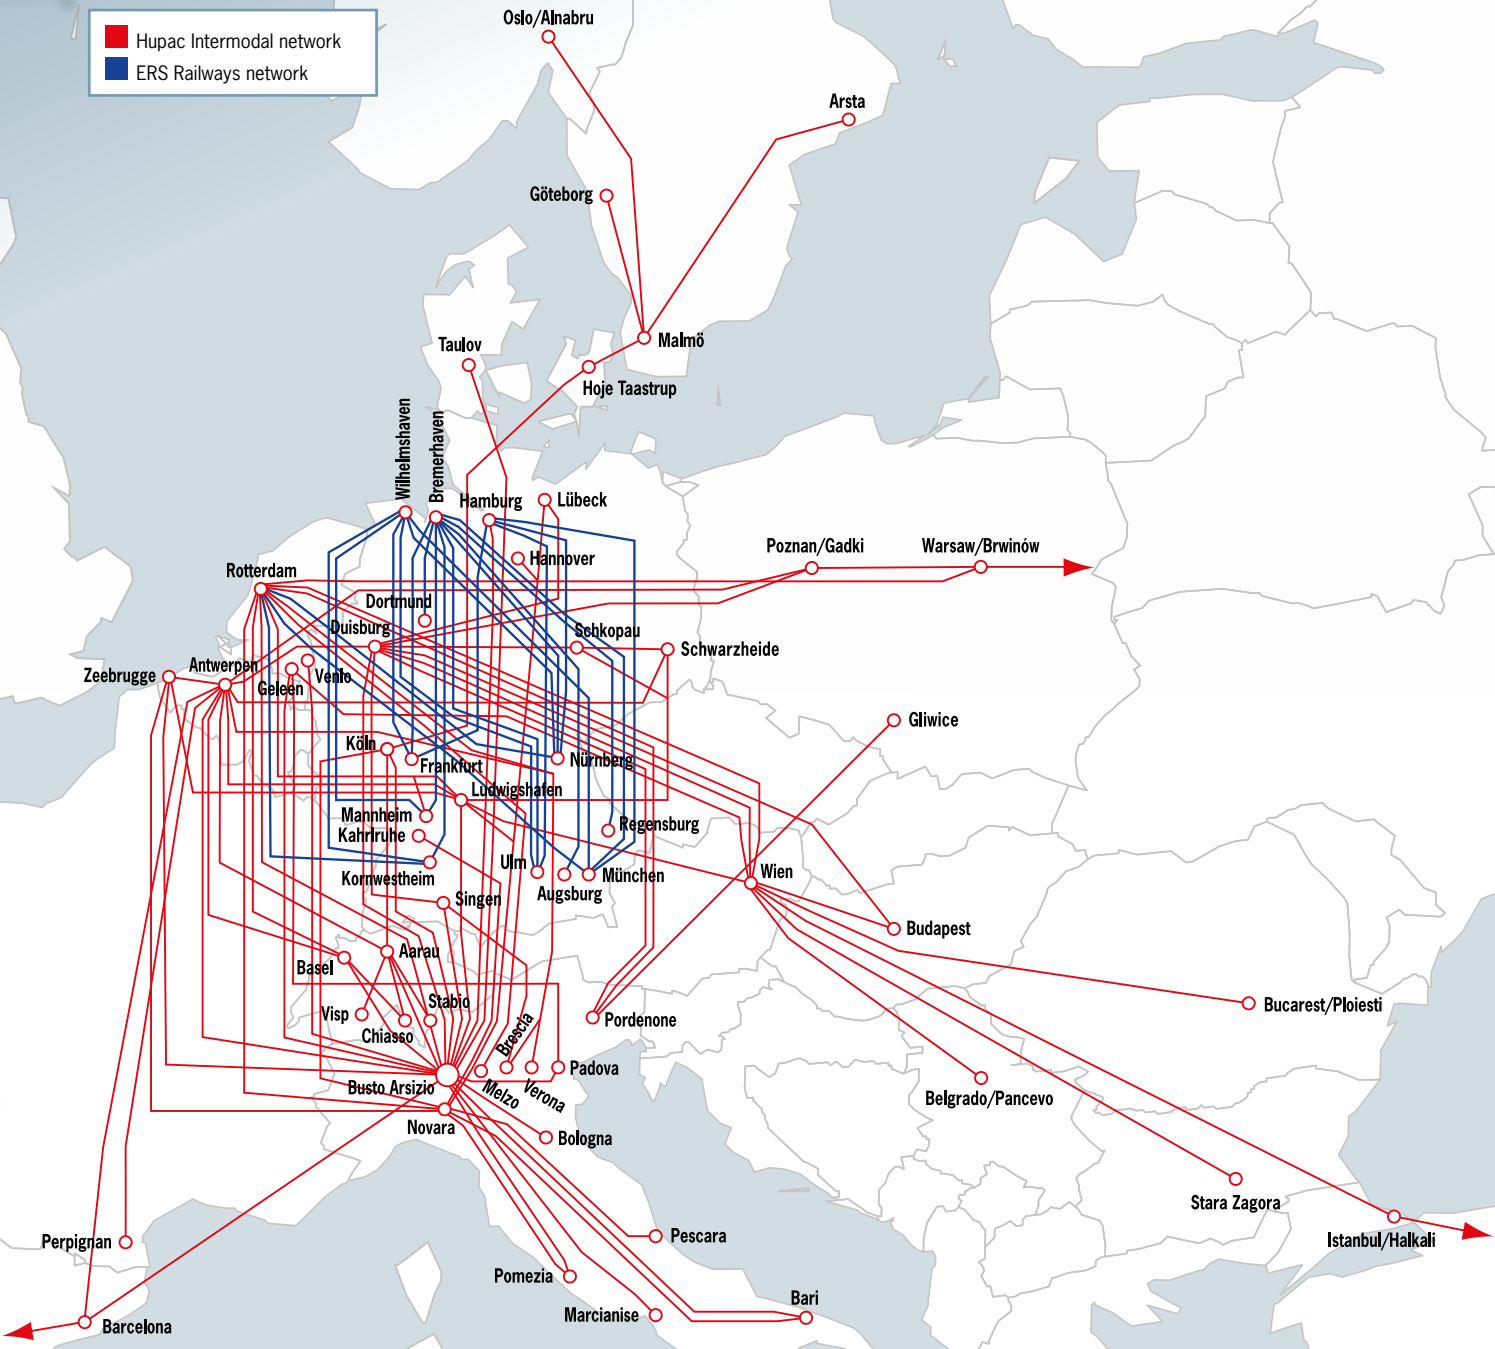 Hupac Intermodal network
ERS Railways network
Oslo/Alnabru
Arsta
Göteborg
Malmö
Taulov
Hoje Taastrup
Wilhelmshaven
Bremerhaven
Hamburg
Lübeck
Hannover
Poznan/Gadki
Warsaw/Brwinów
Rotterdam
Dortmund
Duisburg
Schkopau
Schwarzheide
Zeebrugge
Antwerpen
Geleen
Venlo
Gliwice
Köln
Frankfurt
Nürnberg
Ludwigshafen
Mannheim
Kahrlruhe
Regensburg
Kornwestheim
Ulm
Augsburg
München
Wien
Singen
Budapest
Aarau
Basel
Stabio
Visp
Chiasso
Brescia
Pordenone
Bucarest/Ploiesti
Busto Arsizio
Melzo
Verona
Padova
Belgrado/Pancevo
Novara
Bologna
Stara Zagora
Perpignan
Pescara
Istanbul/Halkali
Pomezia
Marcianise
Bari
Barcelona